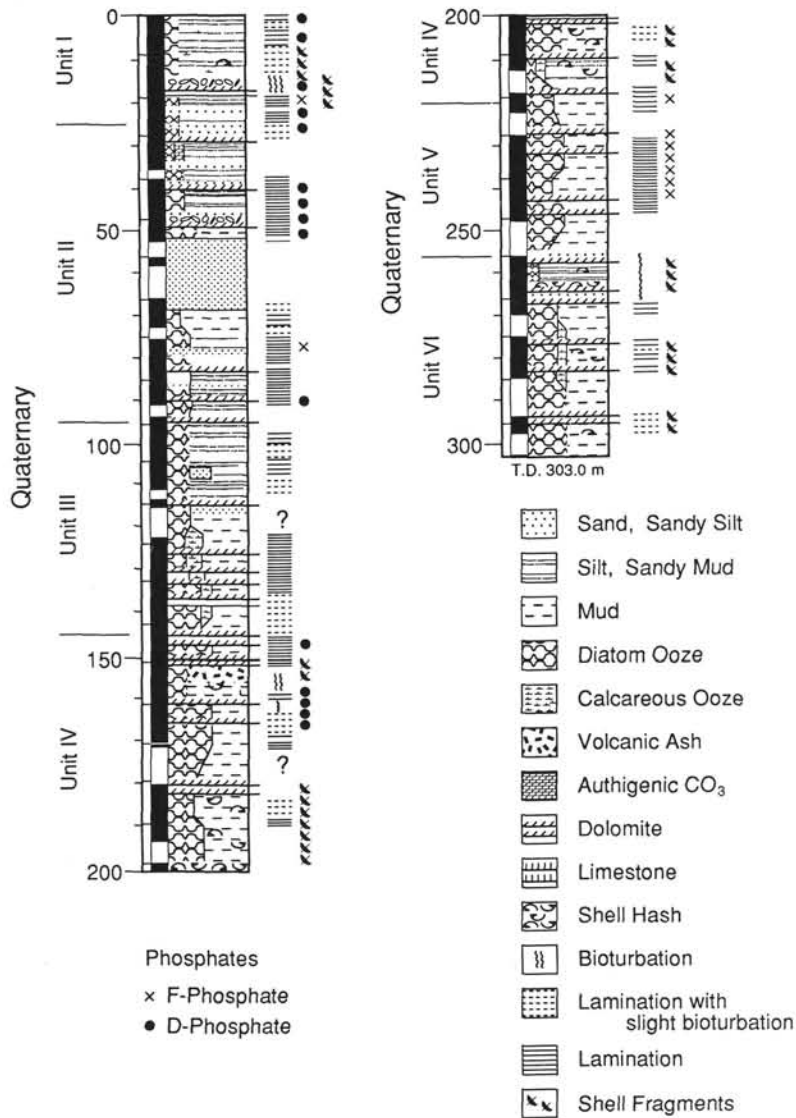 0
Unit I
Unit II
50
Quaternary
100
Unit III
?
150
Unit IV
?
200
Phosphates
× F-Phosphate
● D-Phosphate
200
Unit IV
Unit V
250
Quaternary
Unit VI
300
T.D. 303.0 m
Sand, Sandy Silt
Silt, Sandy Mud
Mud
Diatom Ooze
Calcareous Ooze
Volcanic Ash
Authigenic CO₃
Dolomite
Limestone
Shell Hash
Bioturbation
Lamination with
slight bioturbation
Lamination
Shell Fragments